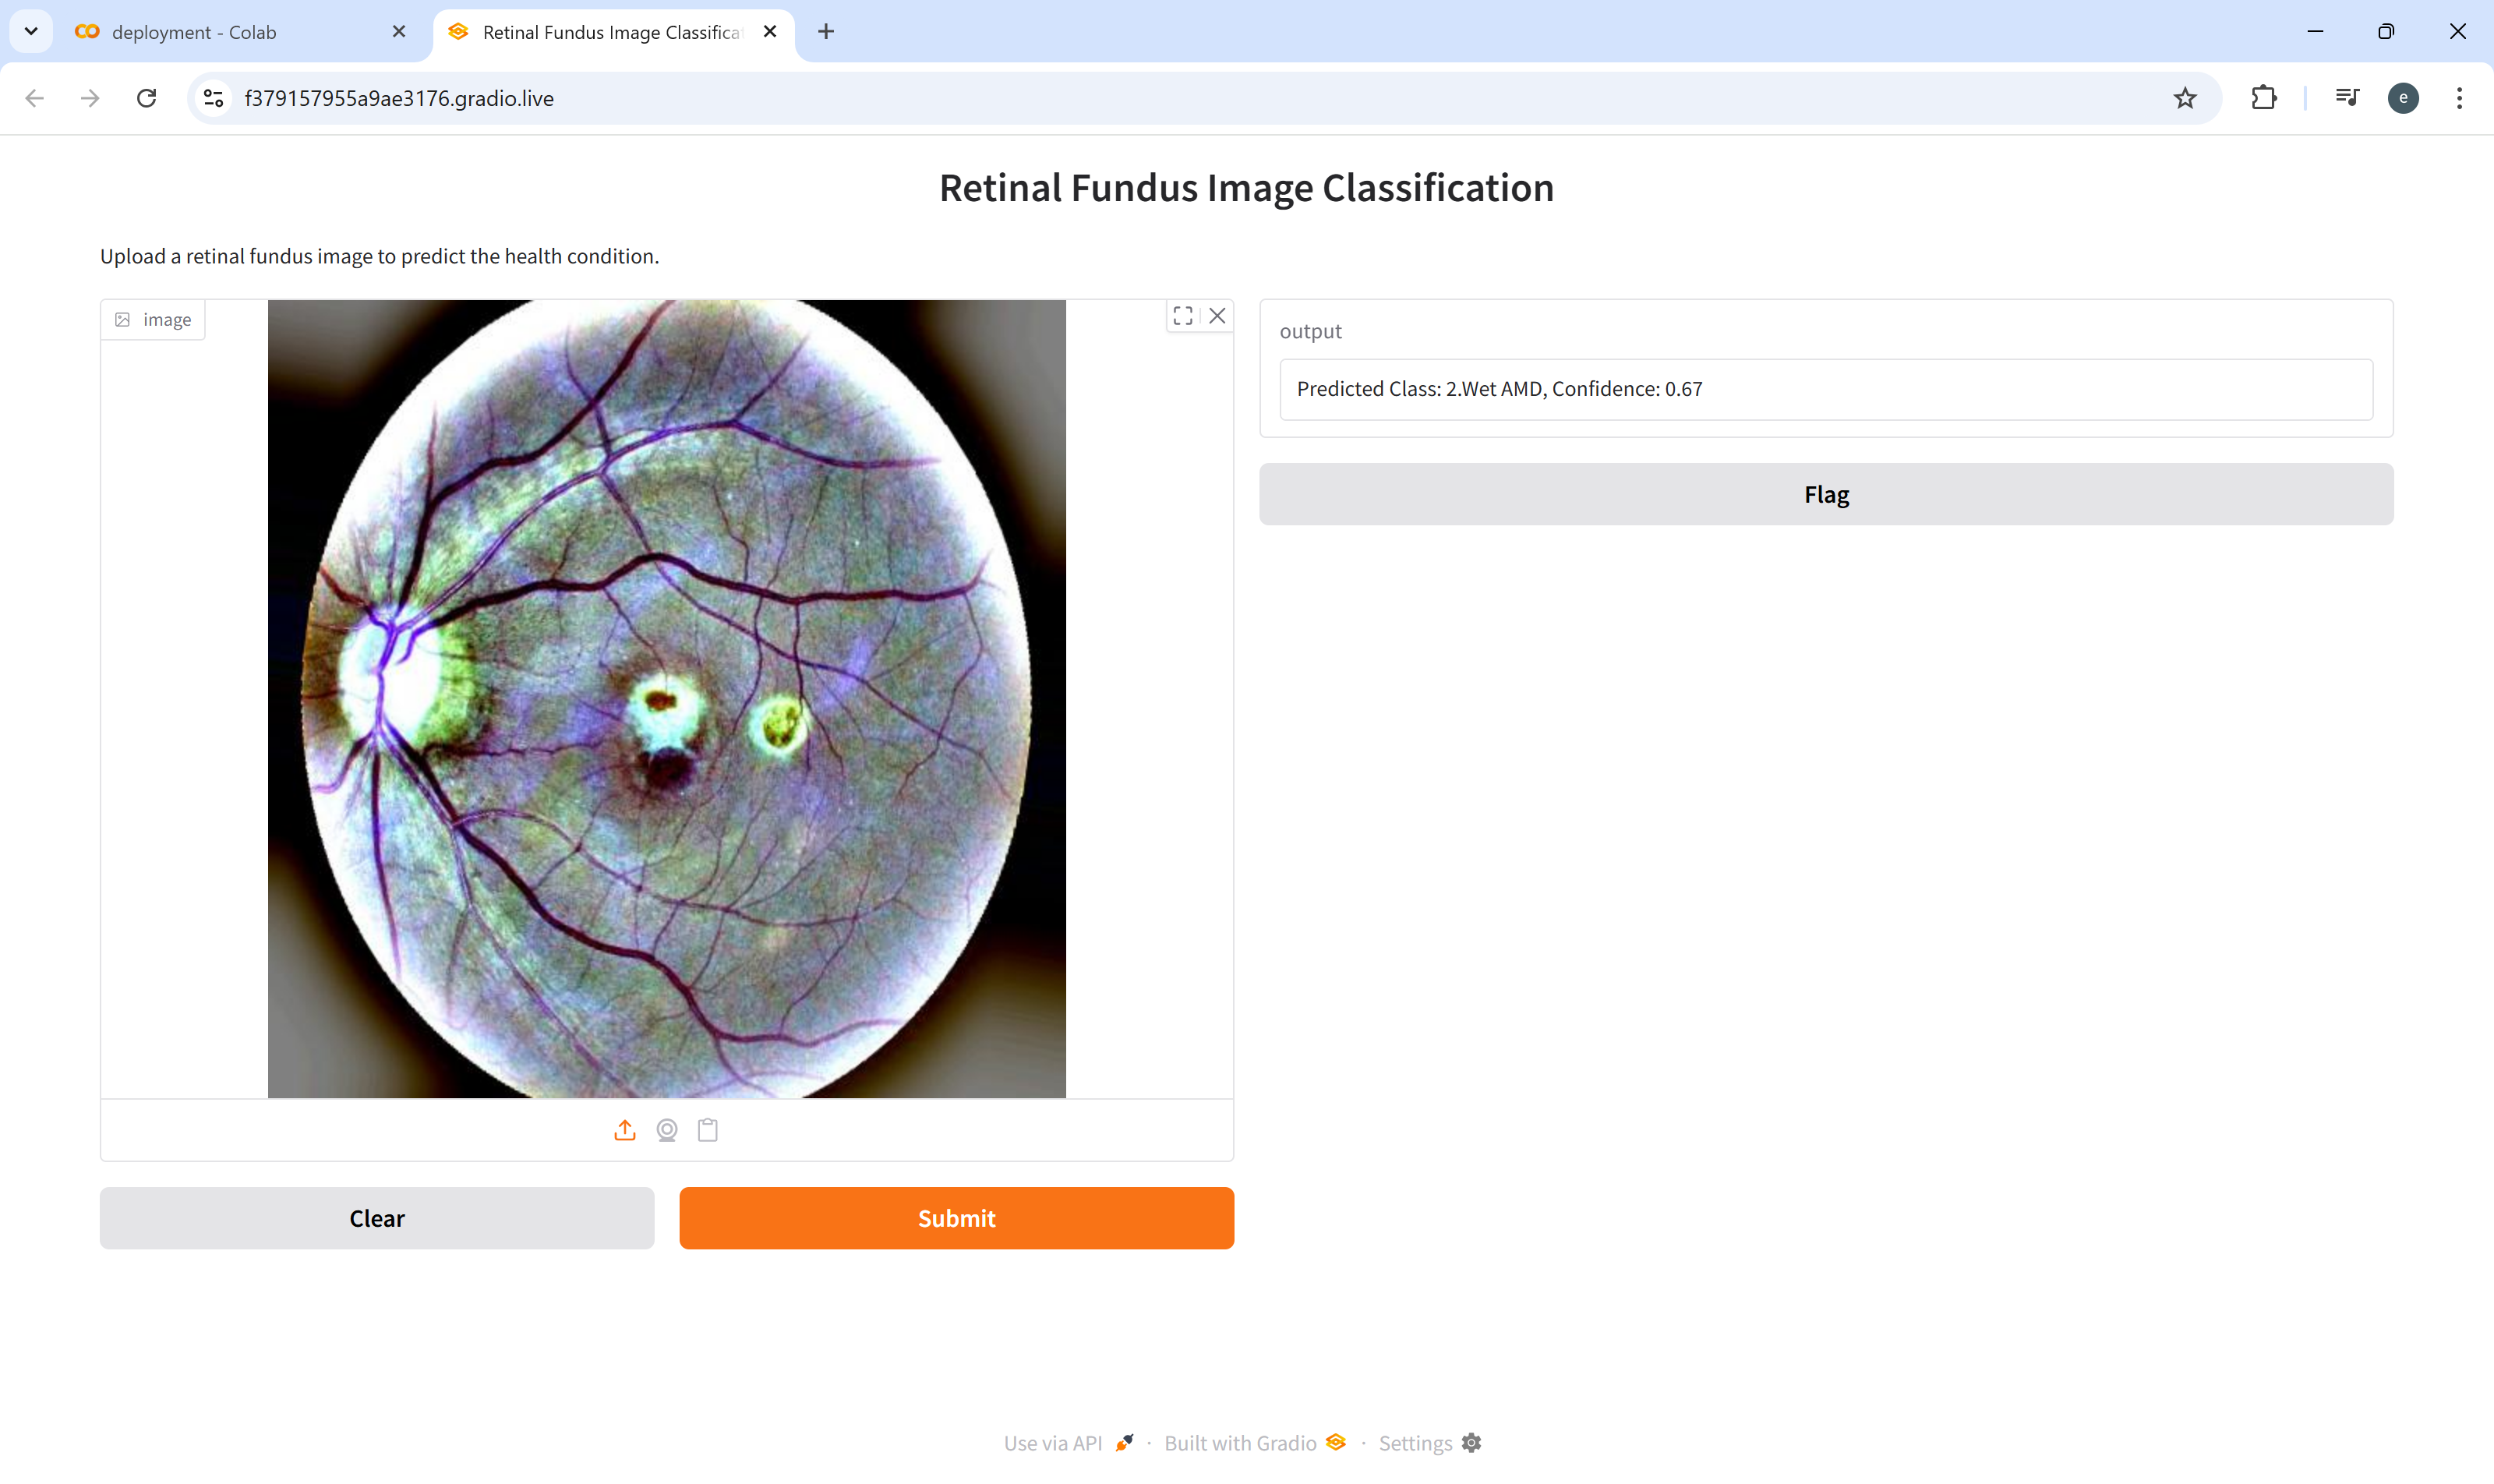 deployment - Colab
Retinal Fundus Image Classifica
f379157955a9ae3176.gradio.live
e
Retinal Fundus Image Classification
Upload a retinal fundus image to predict the health condition.
image
output
Predicted Class: 2.Wet AMD, Confidence: 0.67
Flag
Clear
Submit
Use via API · Built with Gradio · Settings